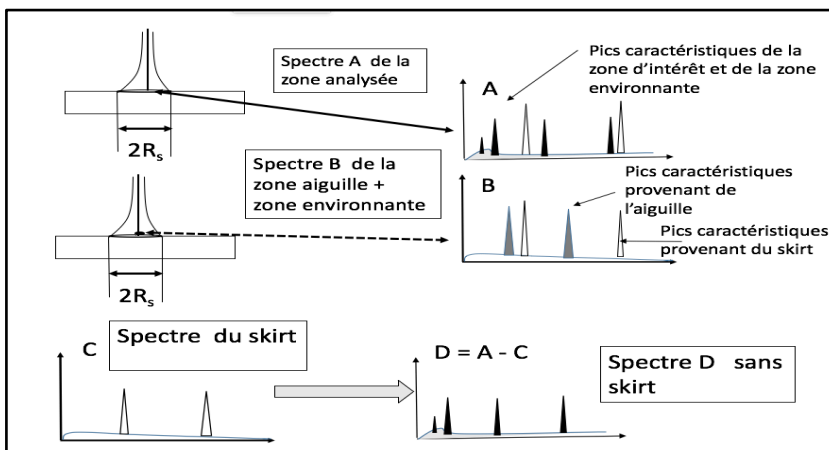 Spectre A de la
zone analysée
Pics caractéristiques de la
zone d'intérêt et de la zone
environnante
A
2Rs
Spectre B de la
zone aiguille +
zone environnante
B
Pics caractéristiques
provenant de
l'aiguille
Pics caractéristiques
provenant du skirt
2Rs
C
Spectre du skirt
D = A - C
Spectre D sans
skirt